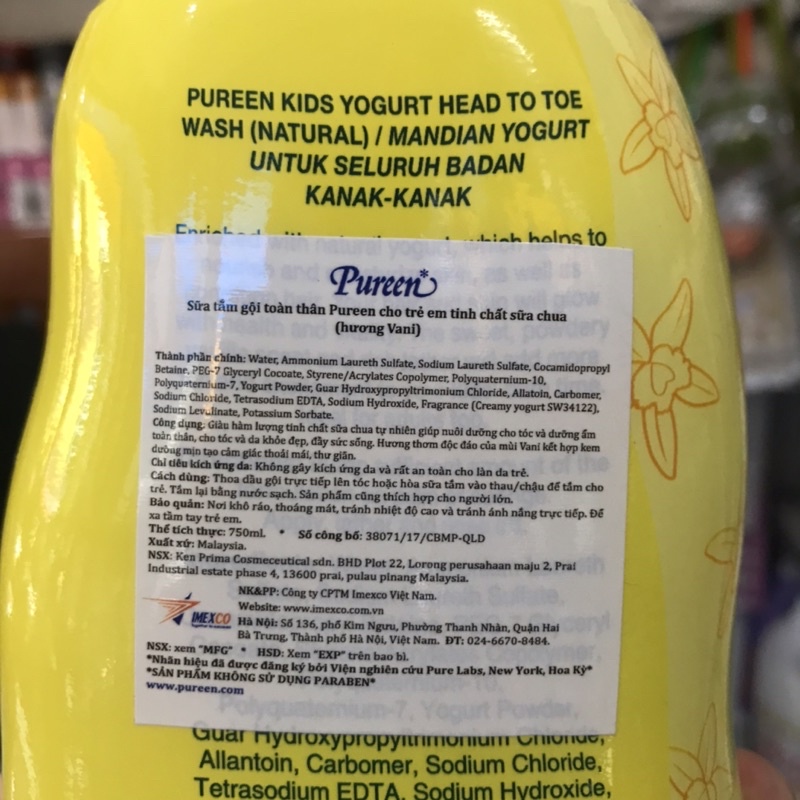 PUREEN KIDS YOGURT HEAD TO TOE
WASH (NATURAL) / MANDIAN YOGURT
UNTUK SELURUH BADAN
KANAK-KANAK
Enriched with natural yogurt, which helps to
Pureen*
Sữa tắm gội toàn thân Pureen cho trẻ em tinh chất sữa chua
(hương Vani)
Thành phần chính: Water, Ammonium Laureth Sulfate, Sodium Laureth Sulfate, Cocamidopropyl
Betaine. PEG-7 Glyceryl Cocoate, Styrene/Acrylates Copolymer, Polyquaternium-10,
Polyquaternium-7, Yogurt Powder, Guar Hydroxypropyltrimonium Chloride, Allatoin, Carbomer,
Sodium Chloride, Tetrasodium EDTA, Sodium Hydroxide, Fragrance (Creamy yogurt SW34122),
Sodium Levulinate, Potassium Sorbate.
Công dụng. Giàu hàm lượng tinh chất sữa chua tự nhiên giúp nuôi dưỡng cho tóc và dưỡng ẩm
toàn thân, cho tóc và da khỏe đẹp, đầy sức sống. Hương thơm độc đáo của mùi Vani kết hợp kem
dưỡng mịn tạo cảm giác thoải mái, thư giãn.
Chỉ tiêu kích ứng da: Không gây kích ứng da và rất an toàn cho làn da trẻ.
Cách dùng: Thoa dầu gội trực tiếp lên tóc hoặc hòa sữa tắm vào thau/chậu để tắm cho
trẻ. Tắm lại bằng nước sạch. Sản phẩm cũng thích hợp cho người lớn.
Bảo quản: Nơi khô ráo, thoáng mát, tránh nhiệt độ cao và tránh ánh nắng trực tiếp. Để
xa tầm tay trẻ em.
Thể tích thực: 750ml. * Số công bố: 38071/17/CBMP-QLD
Xuất xứ: Malaysia.
NSX: Ken Prima Cosmeceutical sdn. BHD Plot 22, Lorong perusahaan maju 2, Prai
Industrial estate phase 4, 13600 prai, pulau pinang Malaysia.
NK&PP: Công ty CPTM Imexco Việt Nam.
Website: www.imexco.com.vn
IMEXCO
Hà Nội: Số 136, phố Kim Ngưu, Phường Thanh Nhàn, Quận Hai
Bà Trưng, Thành phố Hà Nội, Việt Nam. ĐT: 024-6670-8484.
NSX: xem "MFG" * HSD: Xem "EXP" trên bao bì.
*Nhãn hiệu đã được đăng ký bởi Viện nghiên cứu Pure Labs, New York, Hoa Kỳ*
*SẢN PHẨM KHÔNG SỬ DỤNG PARABEN*
www.pureen.com
Polyquaternium-7, Yogurt Powder,
Guar Hydroxypropyltrimonium Chloride,
Allantoin, Carbomer, Sodium Chloride,
Tetrasodium EDTA, Sodium Hydroxide,